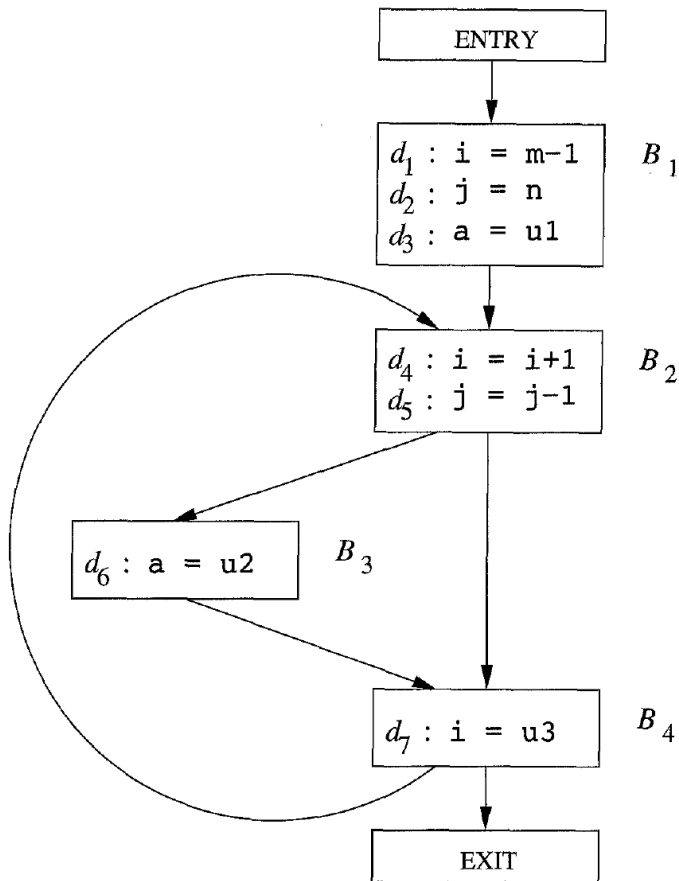 ENTRY
d1 : i = m-1
d2 : j = n
d3 : a = u1
B1
d4 : i = i+1
d5 : j = j-1
B2
d6 : a = u2
B3
d7 : i = u3
B4
EXIT